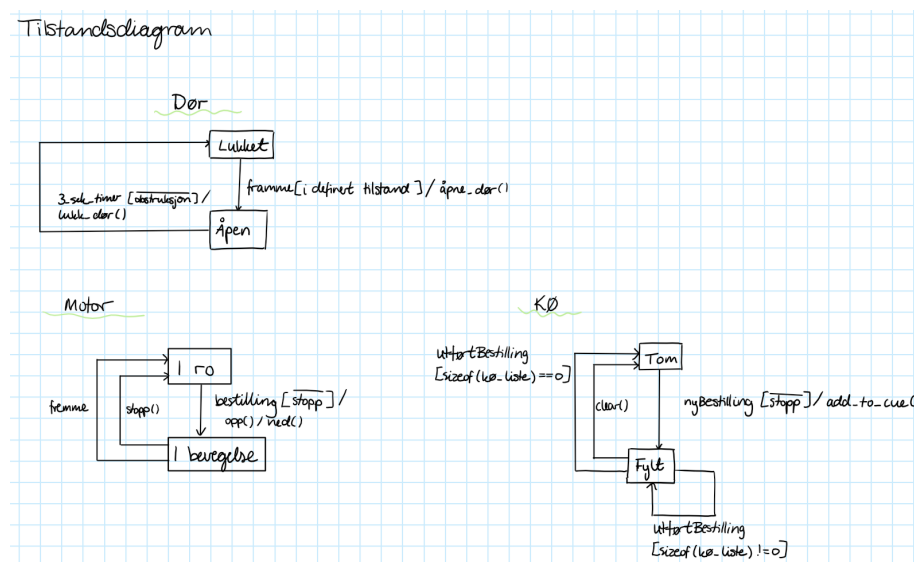 Tilstandsdiagram
Dør
Lukket
framme [i definert tilstand] / åpne_dør()
3_sek_timer [obstruksjon] /
lukk_dør()
Åpen
Motor
I ro
fremme
stopp()
bestilling [stopp] /
opp() / ned()
I bevegelse
KØ
utførtBestilling
[sizeof(kø_liste)==0]
Tom
clear()
nyBestilling [stopp] / add_to_cue(
Fylt
utførtBestilling
[sizeof(kø_liste) !=0]